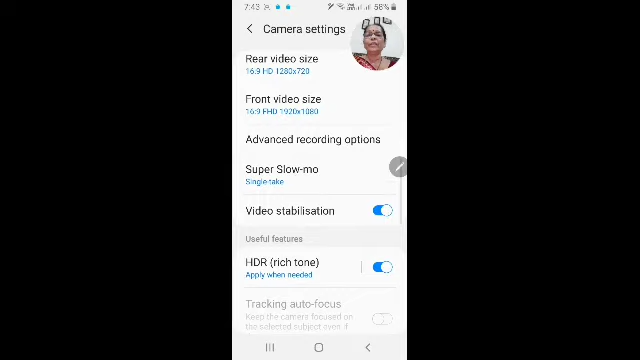 7:43 58%
Camera settings
Rear video size
16:9 HD 1280x720
Front video size
16:9 FHD 1920x1080
Advanced recording options
Super Slow-mo
Single take
Video stabilisation
Useful features
HDR (rich tone)
Apply when needed
Tracking auto-focus
Keep the camera focused on
the selected subject even if